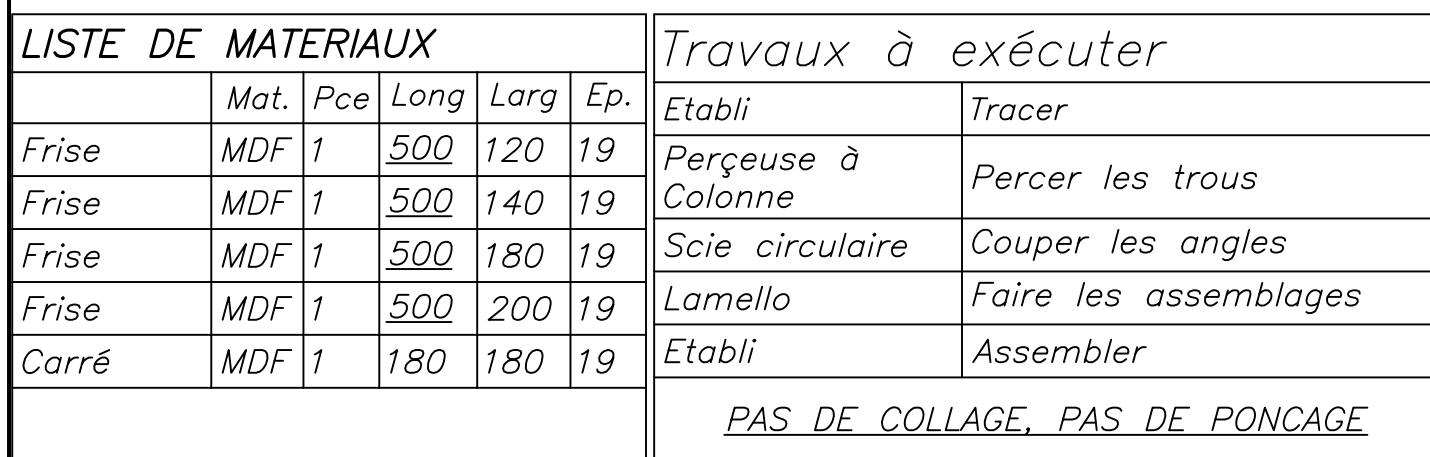 LISTE DE MATERIAUX
Mat. Pce Long Larg Ep.
Frise MDF 1 500 120 19
Frise MDF 1 500 140 19
Frise MDF 1 500 180 19
Frise MDF 1 500 200 19
Carré MDF 1 180 180 19
Travaux à exécuter
Etabli Tracer
Perçeuse à
Colonne Percer les trous
Scie circulaire Couper les angles
Lamello Faire les assemblages
Etabli Assembler
PAS DE COLLAGE, PAS DE PONCAGE